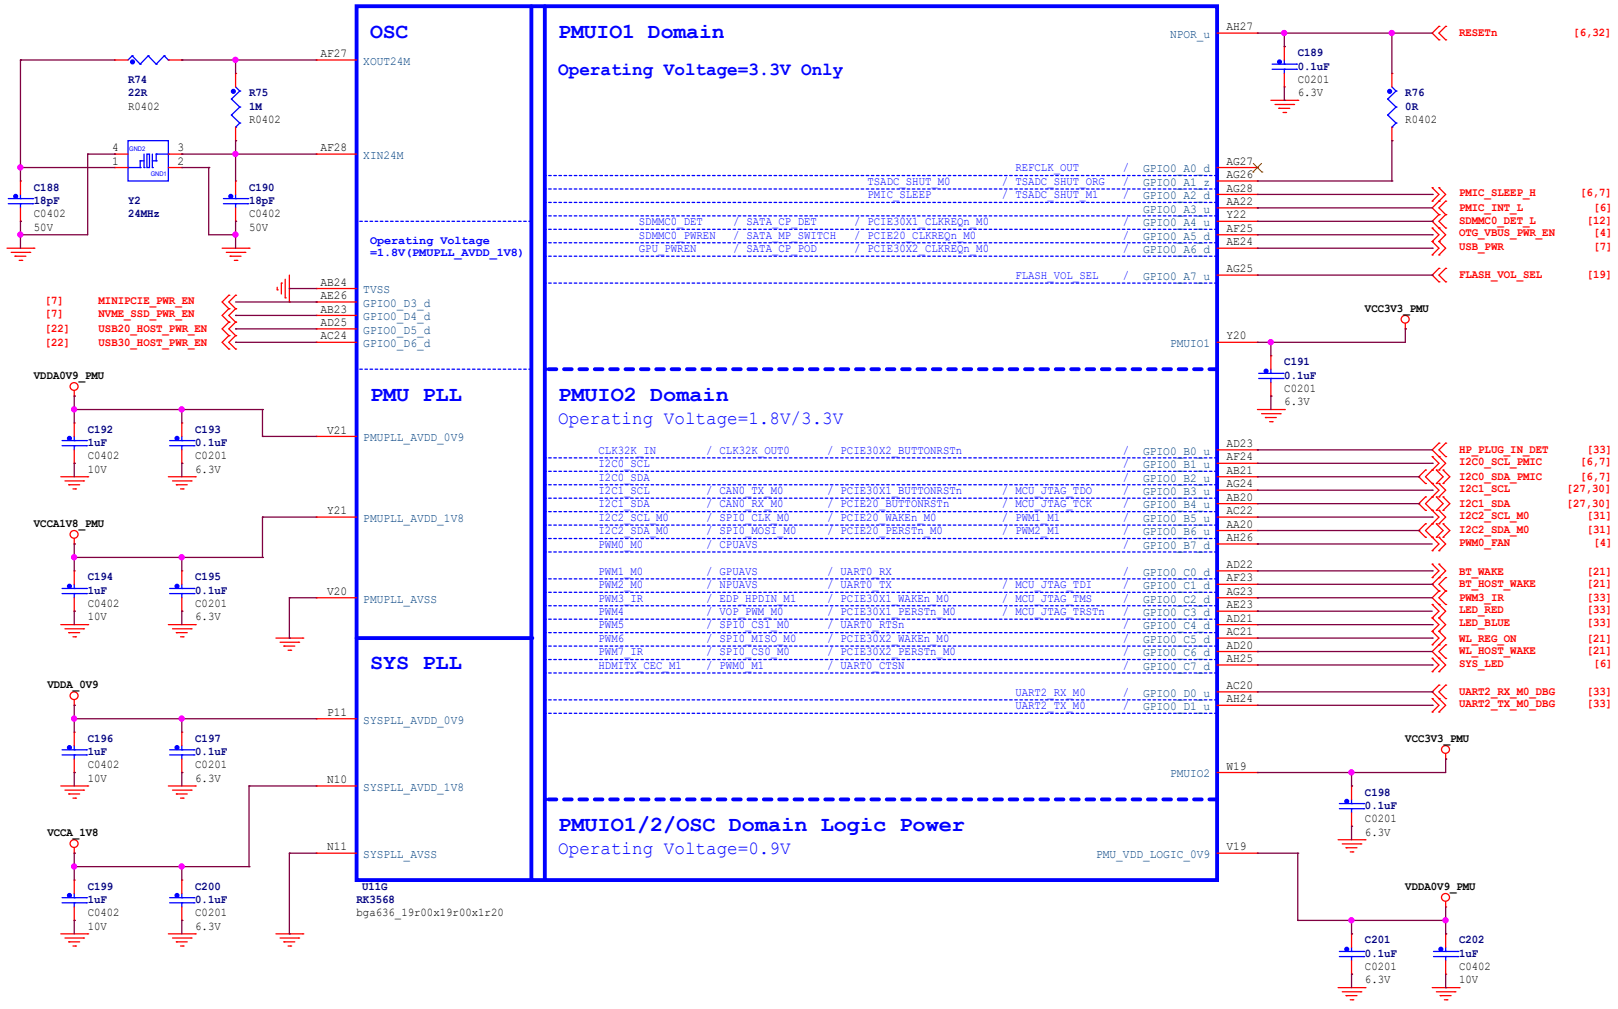 OSC
PMUIO1 Domain
Operating Voltage=3.3V Only
AF27
XOUT24M
R74
22R
R0402
R75
1M
R0402
AF28
XIN24M
4
1
3
2
GND2
GND1
Y2
24MHz
C188
18pF
C0402
50V
C190
18pF
C0402
50V
Operating Voltage
=1.8V(PMUPLL_AVDD_1V8)
AB24 TVSS
[7] MINIPCIE_PWR_EN AE26 GPIO0_D3_d
[7] NVME_SSD_PWR_EN AB23 GPIO0_D4_d
[22] USB20_HOST_PWR_EN AD25 GPIO0_D5_d
[22] USB30_HOST_PWR_EN AC24 GPIO0_D6_d
PMU PLL
VDDA0V9_PMU
C192
1uF
C0402
10V
C193
0.1uF
C0201
6.3V
V21 PMUPLL_AVDD_0V9
VCCA1V8_PMU
C194
1uF
C0402
10V
C195
0.1uF
C0201
6.3V
Y21 PMUPLL_AVDD_1V8
V20 PMUPLL_AVSS
SYS PLL
VDDA_0V9
C196
1uF
C0402
10V
C197
0.1uF
C0201
6.3V
P11 SYSPLL_AVDD_0V9
N10 SYSPLL_AVDD_1V8
VCCA_1V8
C199
1uF
C0402
10V
C200
0.1uF
C0201
6.3V
N11 SYSPLL_AVSS
U11G
RK3568
bga636_19r00x19r00x1r20
NPOR_u AH27 RESETn [6,32]
C189
0.1uF
C0201
6.3V
R76
0R
R0402
REFCLK_OUT / GPIO0_A0_d AG27
TSADC_SHUT_M0 / TSADC_SHUT_ORG / GPIO0_A1_z AG26
PMIC_SLEEP / TSADC_SHUT_M1 / GPIO0_A2_d AG28 PMIC_SLEEP_H [6,7]
GPIO0_A3_u AA22 PMIC_INT_L [6]
SDMMC0_DET / SATA_CP_DET / PCIE30X1_CLKREQn_M0 / GPIO0_A4_u Y22 SDMMC0_DET_L [12]
SDMMC0_PWREN / SATA_MP_SWITCH / PCIE20_CLKREQn_M0 / GPIO0_A5_d AF25 OTG_VBUS_PWR_EN [4]
GPU_PWREN / SATA_CP_POD / PCIE30X2_CLKREQn_M0 / GPIO0_A6_d AE24 USB_PWR [7]
FLASH_VOL_SEL / GPIO0_A7_u AG25 FLASH_VOL_SEL [19]
VCC3V3_PMU
PMUIO1 Y20
C191
0.1uF
C0201
6.3V
PMUIO2 Domain
Operating Voltage=1.8V/3.3V
CLK32K_IN / CLK32K_OUT0 / PCIE30X2_BUTTONRSTn / GPIO0_B0_u AD23 HP_PLUG_IN_DET [33]
I2C0_SCL / GPIO0_B1_u AF24 I2C0_SCL_PMIC [6,7]
I2C0_SDA / GPIO0_B2_u AB21 I2C0_SDA_PMIC [6,7]
I2C1_SCL / CAN0_TX_M0 / PCIE30X1_BUTTONRSTn / MCU_JTAG_TDO / GPIO0_B3_u AG24 I2C1_SCL [27,30]
I2C1_SDA / CAN0_RX_M0 / PCIE20_BUTTONRSTn / MCU_JTAG_TCK / GPIO0_B4_u AB20 I2C1_SDA [27,30]
I2C2_SCL_M0 / SPI0_CLK_M0 / PCIE20_WAKEn_M0 / PWM1_M1 / GPIO0_B5_u AC22 I2C2_SCL_M0 [31]
I2C2_SDA_M0 / SPI0_MOSI_M0 / PCIE20_PERSTn_M0 / PWM2_M1 / GPIO0_B6_u AA20 I2C2_SDA_M0 [31]
PWM0_M0 / CPUAVS / GPIO0_B7_d AH26 PWM0_FAN [4]
PWM1_M0 / GPUAVS / UART0_RX / GPIO0_C0_d AD22 BT_WAKE [21]
PWM2_M0 / NPUAVS / UART0_TX / MCU_JTAG_TDI / GPIO0_C1_d AF23 BT_HOST_WAKE [21]
PWM3_IR / EDP_HPDIN_M1 / PCIE30X1_WAKEn_M0 / MCU_JTAG_TMS / GPIO0_C2_d AG23 PWM3_IR [33]
PWM4 / VOP_PWM_M0 / PCIE30X1_PERSTn_M0 / MCU_JTAG_TRSTn / GPIO0_C3_d AE23 LED_RED [33]
PWM5 / SPI0_CS1_M0 / UART0_RTSn / GPIO0_C4_d AD21 LED_BLUE [33]
PWM6 / SPI0_MISO_M0 / PCIE30X2_WAKEn_M0 / GPIO0_C5_d AC21 WL_REG_ON [21]
PWM7_IR / SPI0_CS0_M0 / PCIE30X2_PERSTn_M0 / GPIO0_C6_d AD20 WL_HOST_WAKE [21]
HDMITX_CEC_M1 / PWM0_M1 / UART0_CTSN / GPIO0_C7_d AH25 SYS_LED [6]
UART2_RX_M0 / GPIO0_D0_u AC20 UART2_RX_M0_DBG [33]
UART2_TX_M0 / GPIO0_D1_u AH24 UART2_TX_M0_DBG [33]
VCC3V3_PMU
PMUIO2 W19
C198
0.1uF
C0201
6.3V
PMUIO1/2/OSC Domain Logic Power
Operating Voltage=0.9V
PMU_VDD_LOGIC_0V9 V19
VDDA0V9_PMU
C201
0.1uF
C0201
6.3V
C202
1uF
C0402
10V